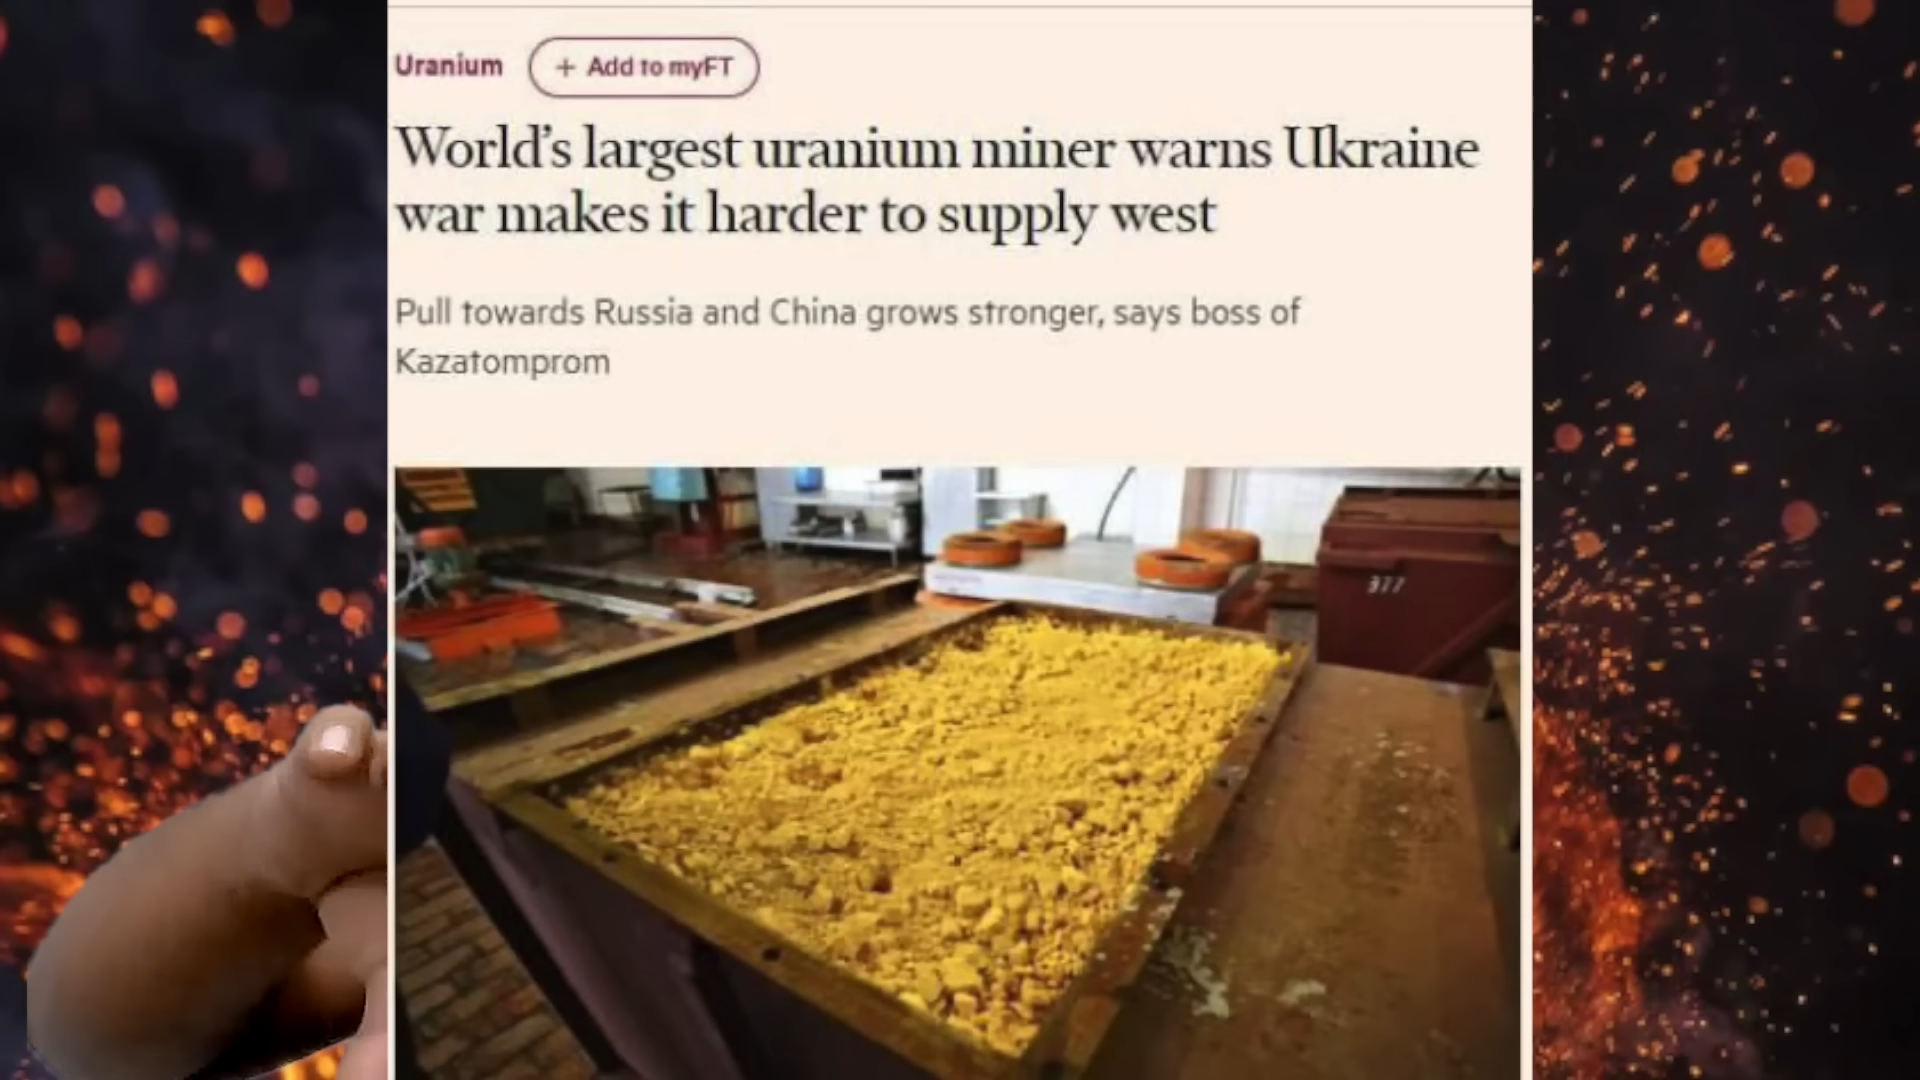 Uranium + Add to myFT
World's largest uranium miner warns Ukraine
war makes it harder to supply west
Pull towards Russia and China grows stronger, says boss of
Kazatomprom
377